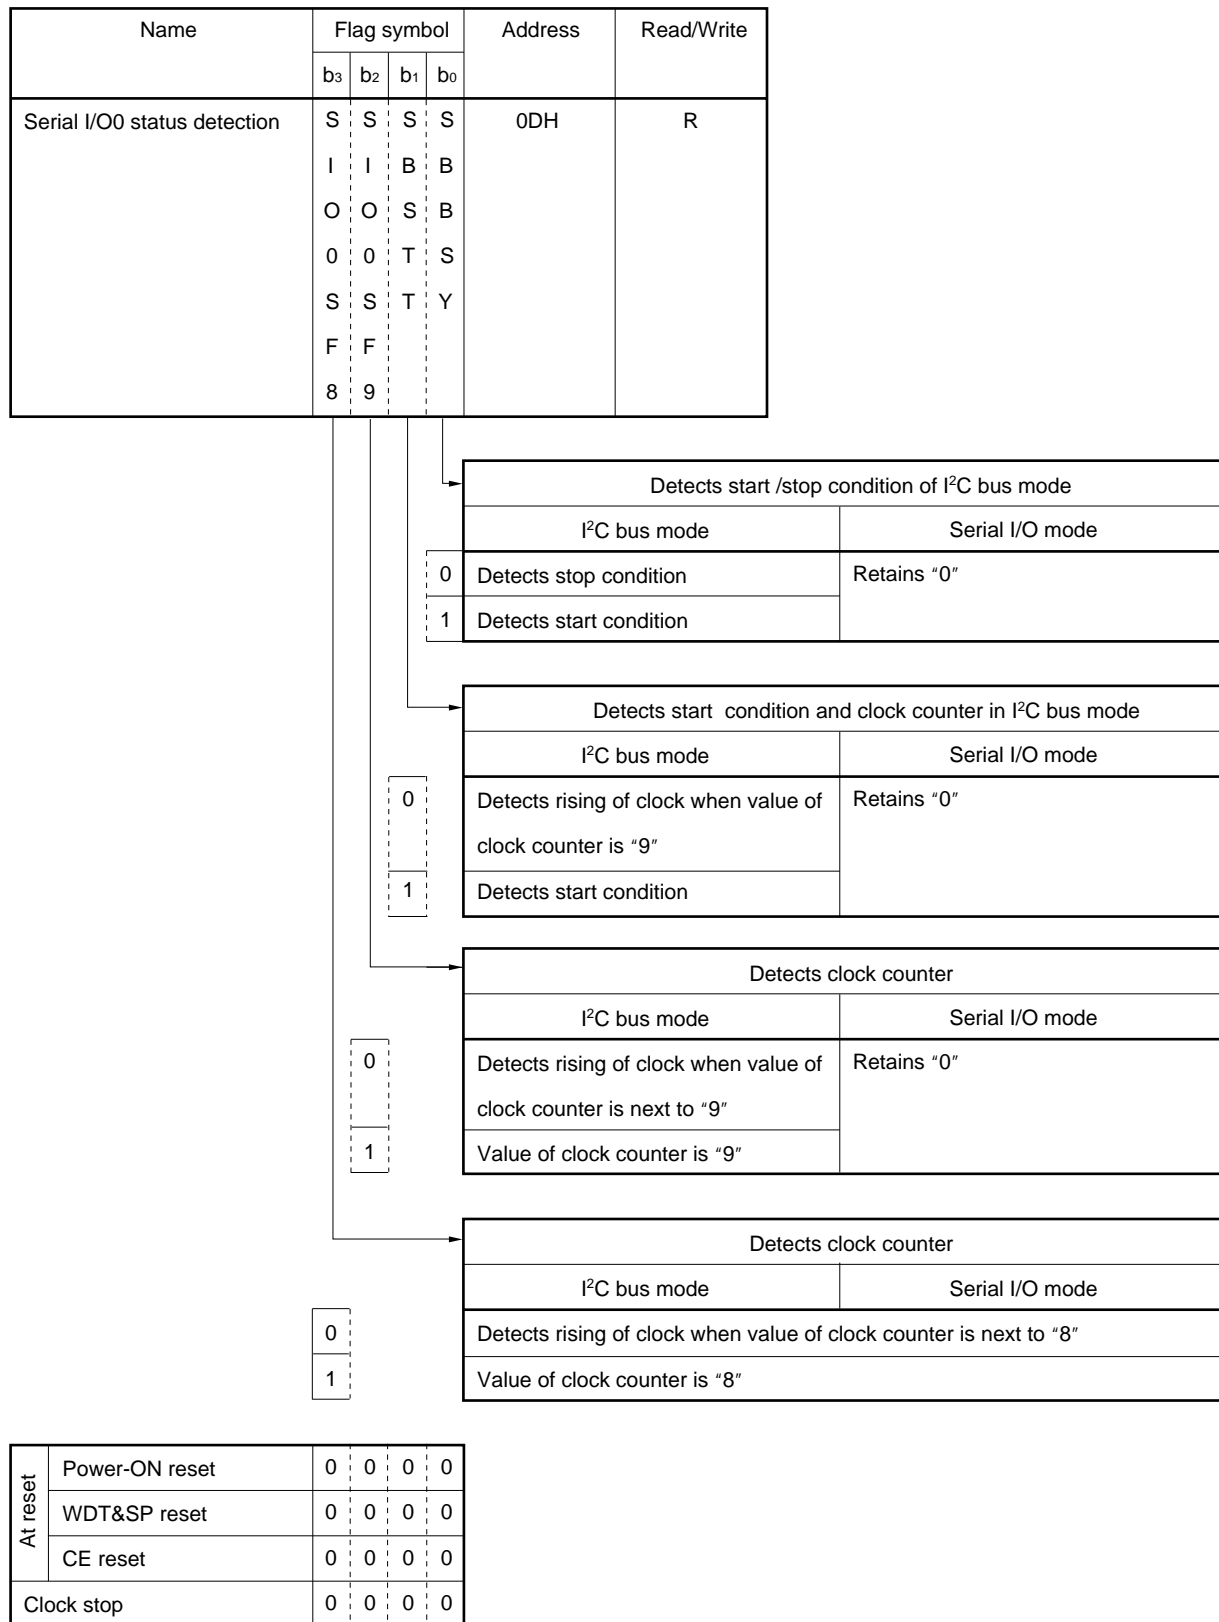 Name Flag symbol Address Read/Write
b3 b2 b1 b0
Serial I/O0 status detection S S S S 0DH R
I I B B
O O S B
0 0 T S
S S T Y
F F
8 9
Detects start /stop condition of I2C bus mode
I2C bus mode Serial I/O mode
0 Detects stop condition Retains “0”
1 Detects start condition
Detects start condition and clock counter in I2C bus mode
I2C bus mode Serial I/O mode
0 Detects rising of clock when value of Retains “0”
clock counter is “9”
1 Detects start condition
Detects clock counter
I2C bus mode Serial I/O mode
0 Detects rising of clock when value of Retains “0”
clock counter is next to “9”
1 Value of clock counter is “9”
Detects clock counter
I2C bus mode Serial I/O mode
0 Detects rising of clock when value of clock counter is next to “8”
1 Value of clock counter is “8”
At reset
Power-ON reset 0 0 0 0
WDT&SP reset 0 0 0 0
CE reset 0 0 0 0
Clock stop 0 0 0 0